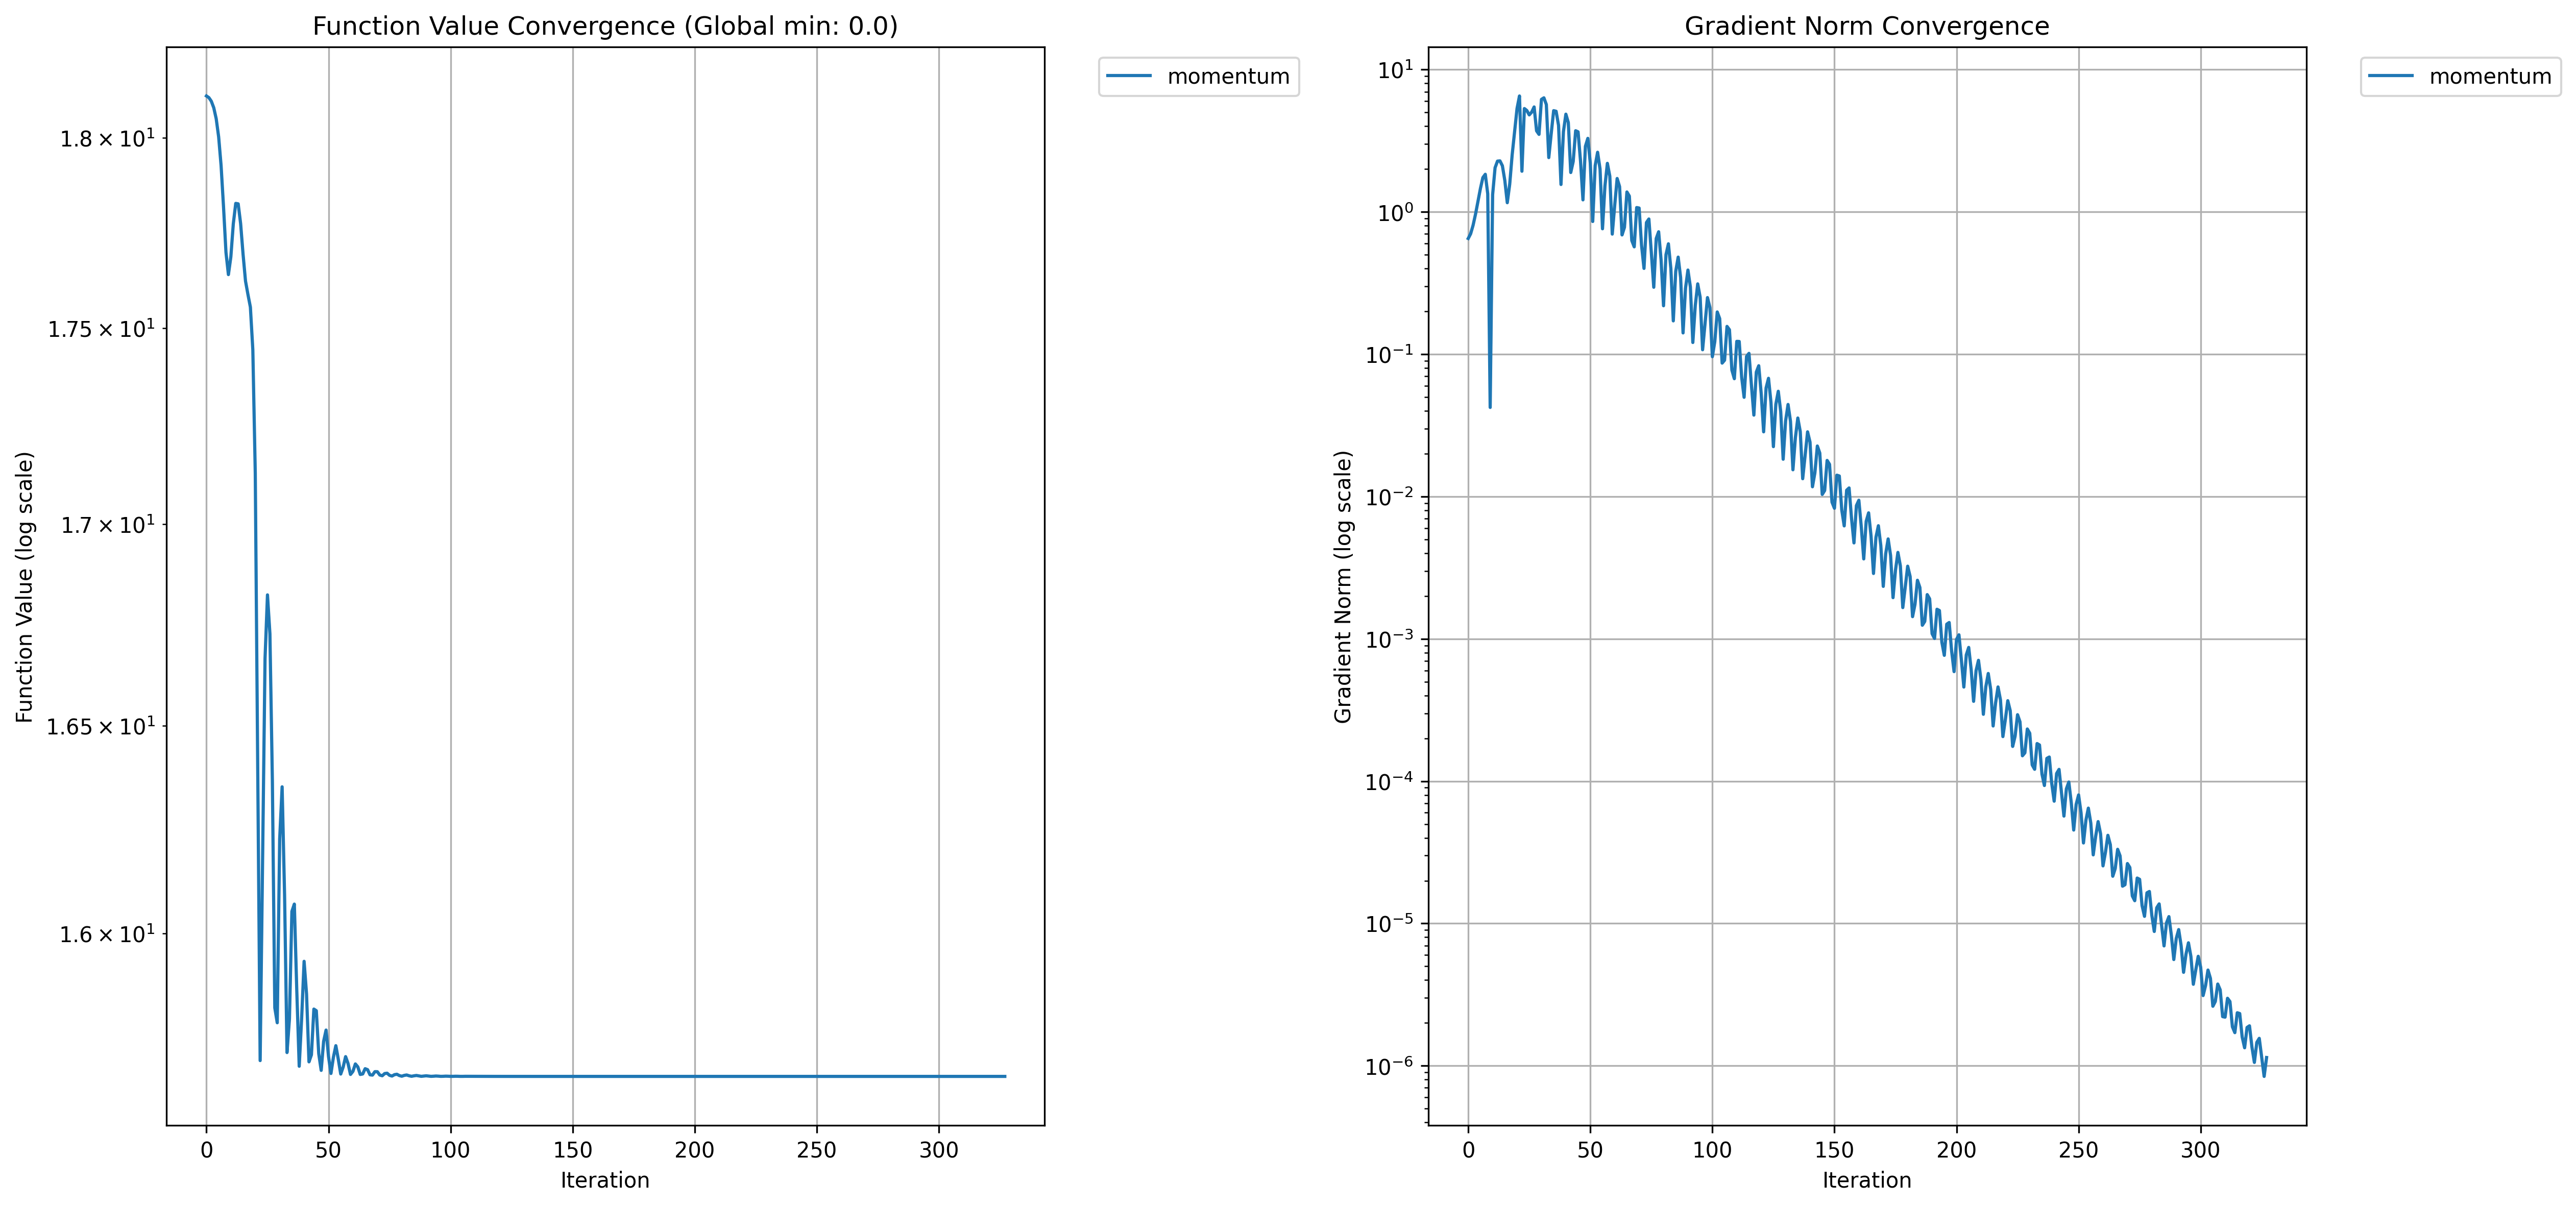 Function Value Convergence (Global min: 0.0)
momentum
1.8 × 10¹
1.75 × 10¹
1.7 × 10¹
1.65 × 10¹
1.6 × 10¹
Function Value (log scale)
0 50 100 150 200 250 300
Iteration
Gradient Norm Convergence
momentum
10¹
10⁰
10⁻¹
10⁻²
10⁻³
10⁻⁴
10⁻⁵
10⁻⁶
Gradient Norm (log scale)
0 50 100 150 200 250 300
Iteration